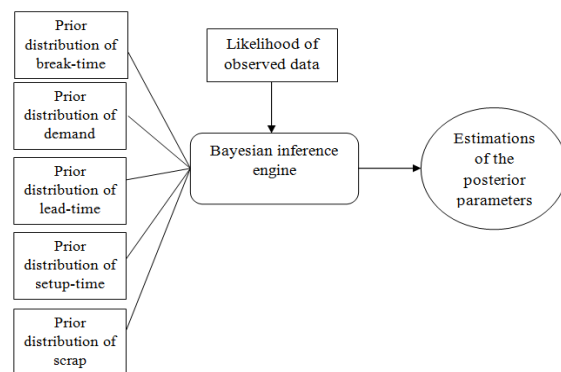 Prior
distribution of
break-time
Likelihood of
observed data
Prior
distribution of
demand
Bayesian inference
engine
Estimations
of the
posterior
parameters
Prior
distribution of
lead-time
Prior
distribution of
setup-time
Prior
distribution of
scrap